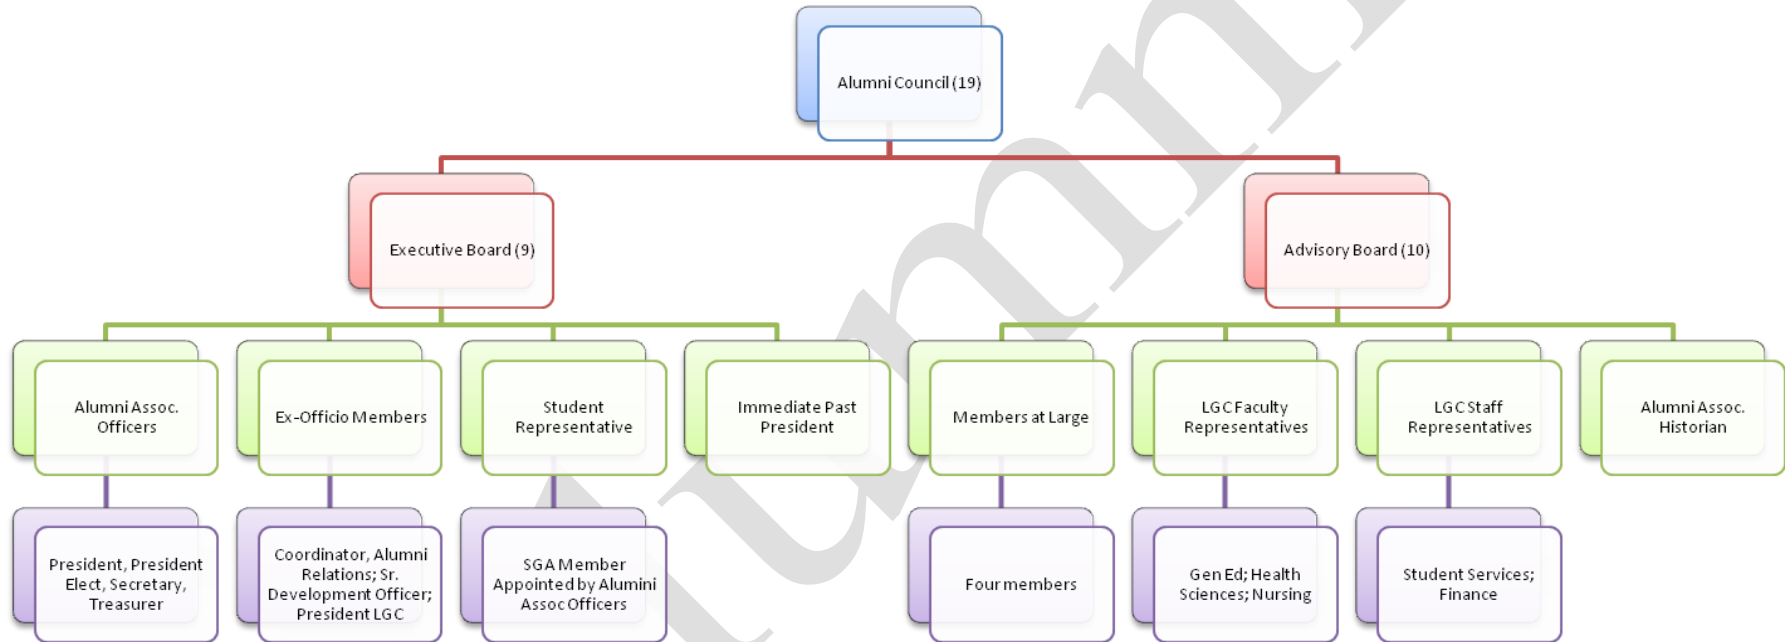 Alumni Council (19)
Executive Board (9)
Advisory Board (10)
Alumni Assoc.
Officers
Ex-Officio Members
Student
Representative
Immediate Past
President
Members at Large
LGC Faculty
Representatives
LGC Staff
Representatives
Alumni Assoc.
Historian
President, President
Elect, Secretary,
Treasurer
Coordinator, Alumni
Relations; Sr.
Development Officer;
President LGC
SGA Member
Appointed by Alumini
Assoc Officers
Four members
Gen Ed; Health
Sciences; Nursing
Student Services;
Finance